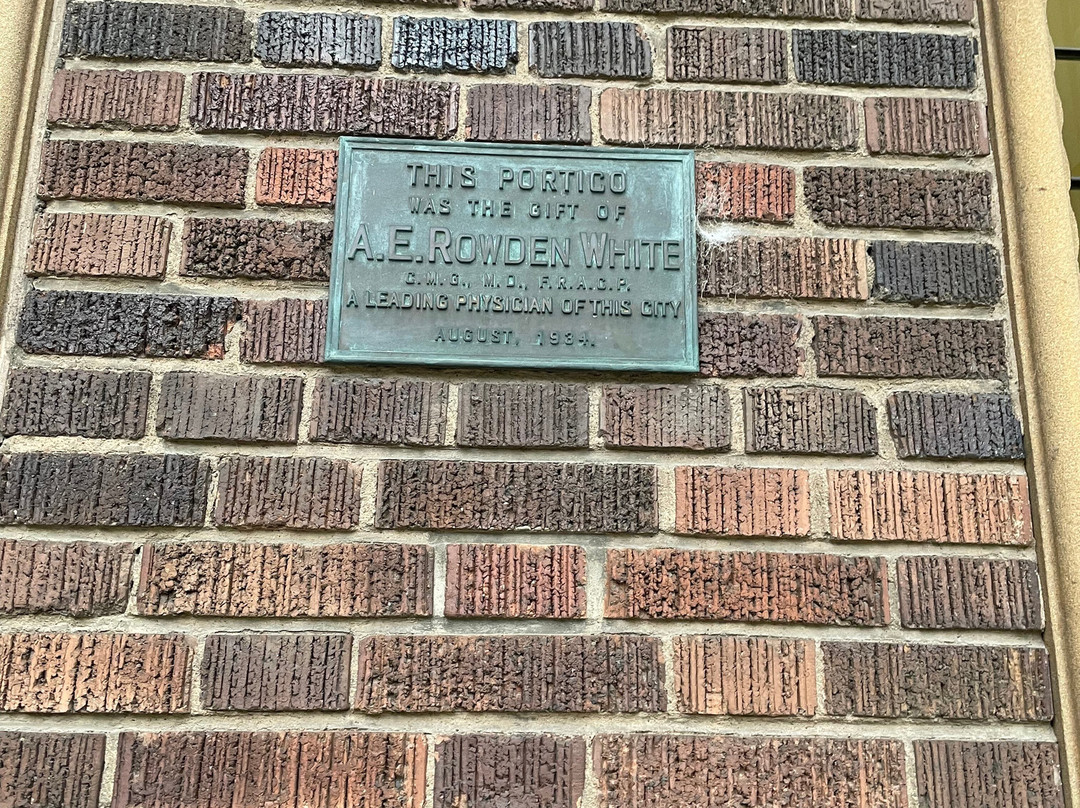 THIS PORTICO
WAS THE GIFT OF
A.E. ROWDEN WHITE
C.M.G., M.D., F.R.A.C.P.
A LEADING PHYSICIAN OF THIS CITY
AUGUST, 1934.